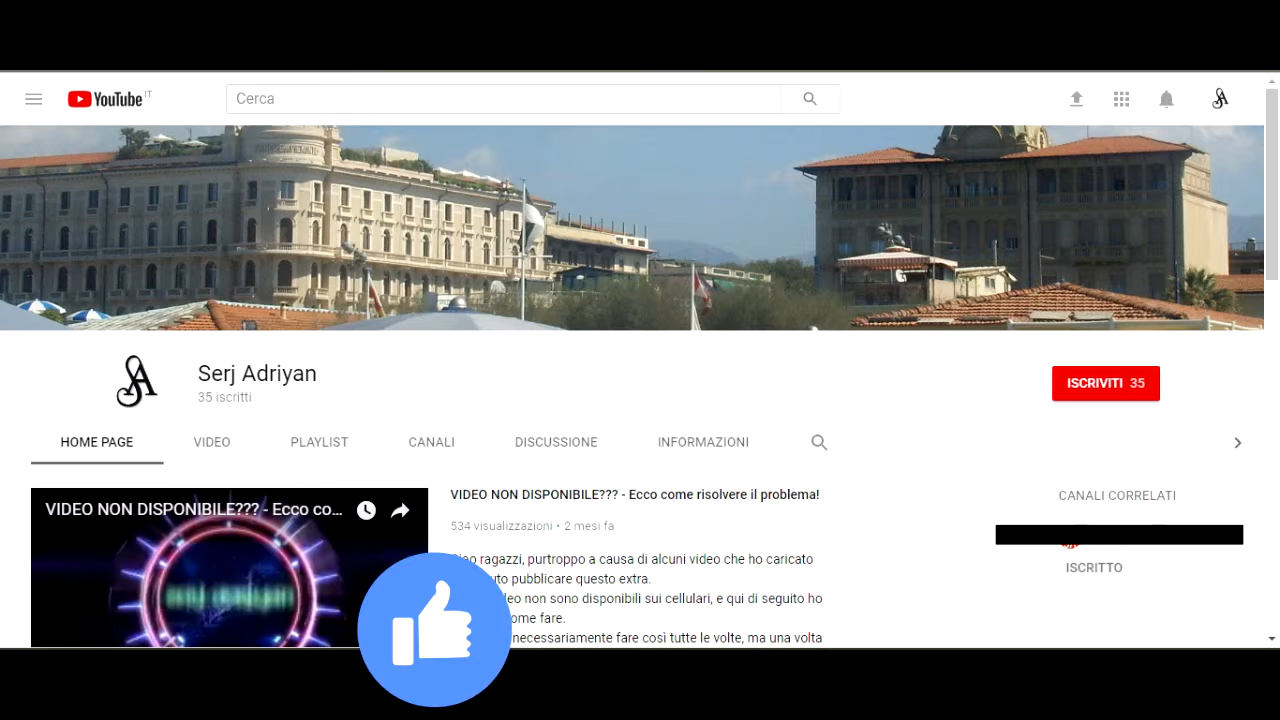 YouTube IT
Cerca
Serj Adriyan
35 iscritti
ISCRIVITI 35
HOME PAGE
VIDEO
PLAYLIST
CANALI
DISCUSSIONE
INFORMAZIONI
VIDEO NON DISPONIBILE??? - Ecco co...
VIDEO NON DISPONIBILE??? - Ecco come risolvere il problema!
534 visualizzazioni • 2 mesi fa
ragazzi, purtroppo a causa di alcuni video che ho caricato
pubblicare questo extra.
non sono disponibili sui cellulari, e qui di seguito ho
come fare.
necessariamente fare così tutte le volte, ma una volta
CANALI CORRELATI
ISCRITTO